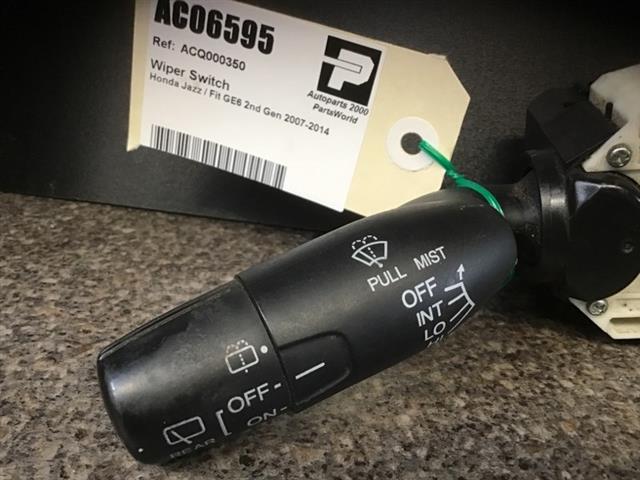 AC06595
Ref: ACQ000350
Wiper Switch
Honda Jazz / Fit GE6 2nd Gen 2007-2014
Autoparts 2000
PartsWorld
PULL MIST
OFF
INT
LO
HI
OFF
ON
REAR